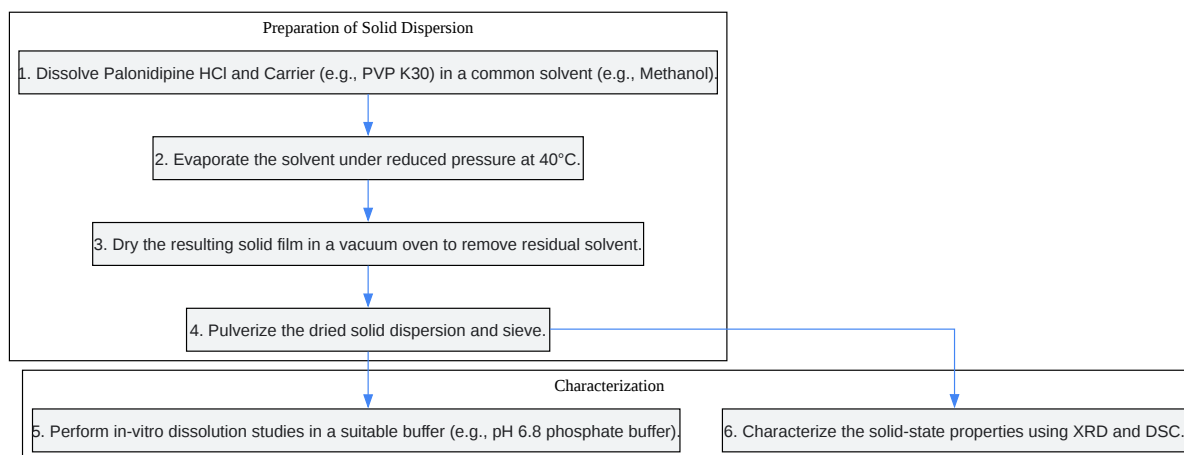 Preparation of Solid Dispersion
1. Dissolve Palonidipine HCl and Carrier (e.g., PVP K30) in a common solvent (e.g., Methanol).
2. Evaporate the solvent under reduced pressure at 40°C.
3. Dry the resulting solid film in a vacuum oven to remove residual solvent.
4. Pulverize the dried solid dispersion and sieve.
Characterization
5. Perform in-vitro dissolution studies in a suitable buffer (e.g., pH 6.8 phosphate buffer).
6. Characterize the solid-state properties using XRD and DSC.